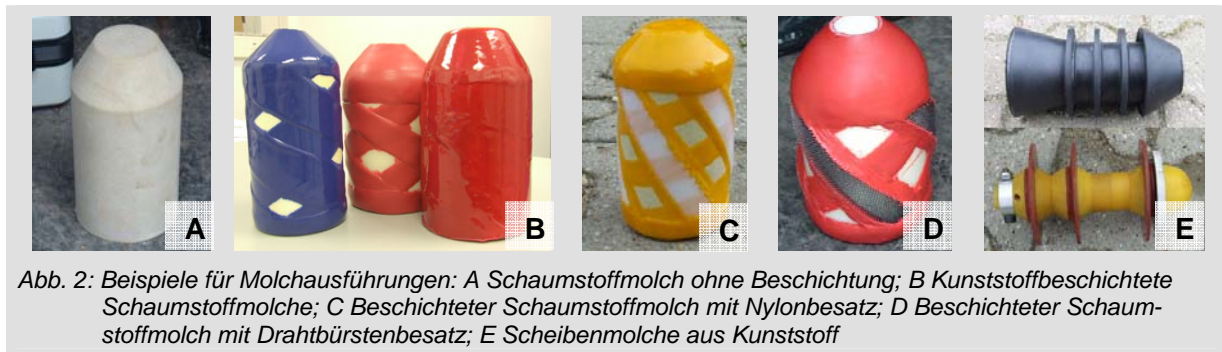 A
B
C
D
E
Abb. 2: Beispiele für Molchausführungen: A Schaumstoffmolch ohne Beschichtung; B Kunststoffbeschichtete
Schaumstoffmolche; C Beschichteter Schaumstoffmolch mit Nylonbesatz; D Beschichteter Schaum-
stoffmolch mit Drahtbürstenbesatz; E Scheibenmolche aus Kunststoff